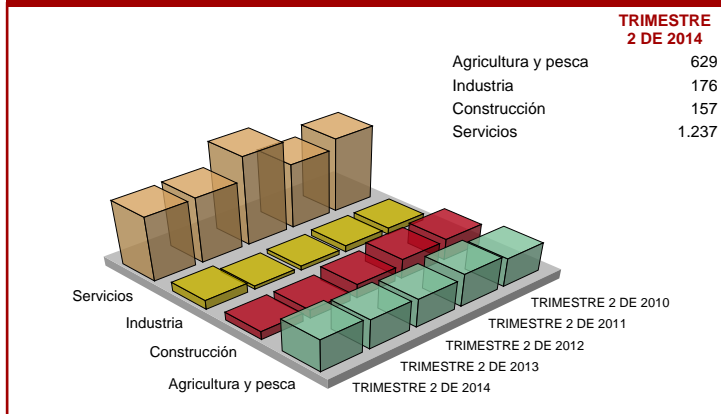 TRIMESTRE
2 DE 2014
Agricultura y pesca 629
Industria 176
Construcción 157
Servicios 1.237
Servicios
Industria
Construcción
Agricultura y pesca
TRIMESTRE 2 DE 2010
TRIMESTRE 2 DE 2011
TRIMESTRE 2 DE 2012
TRIMESTRE 2 DE 2013
TRIMESTRE 2 DE 2014